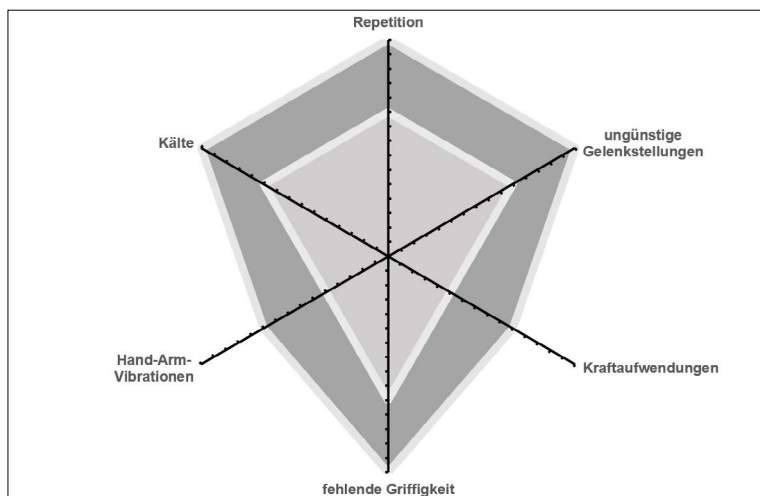 Repetition
Kälte
ungünstige
Gelenkstellungen
Hand-Arm-
Vibrationen
Kraftaufwendungen
fehlende Griffigkeit